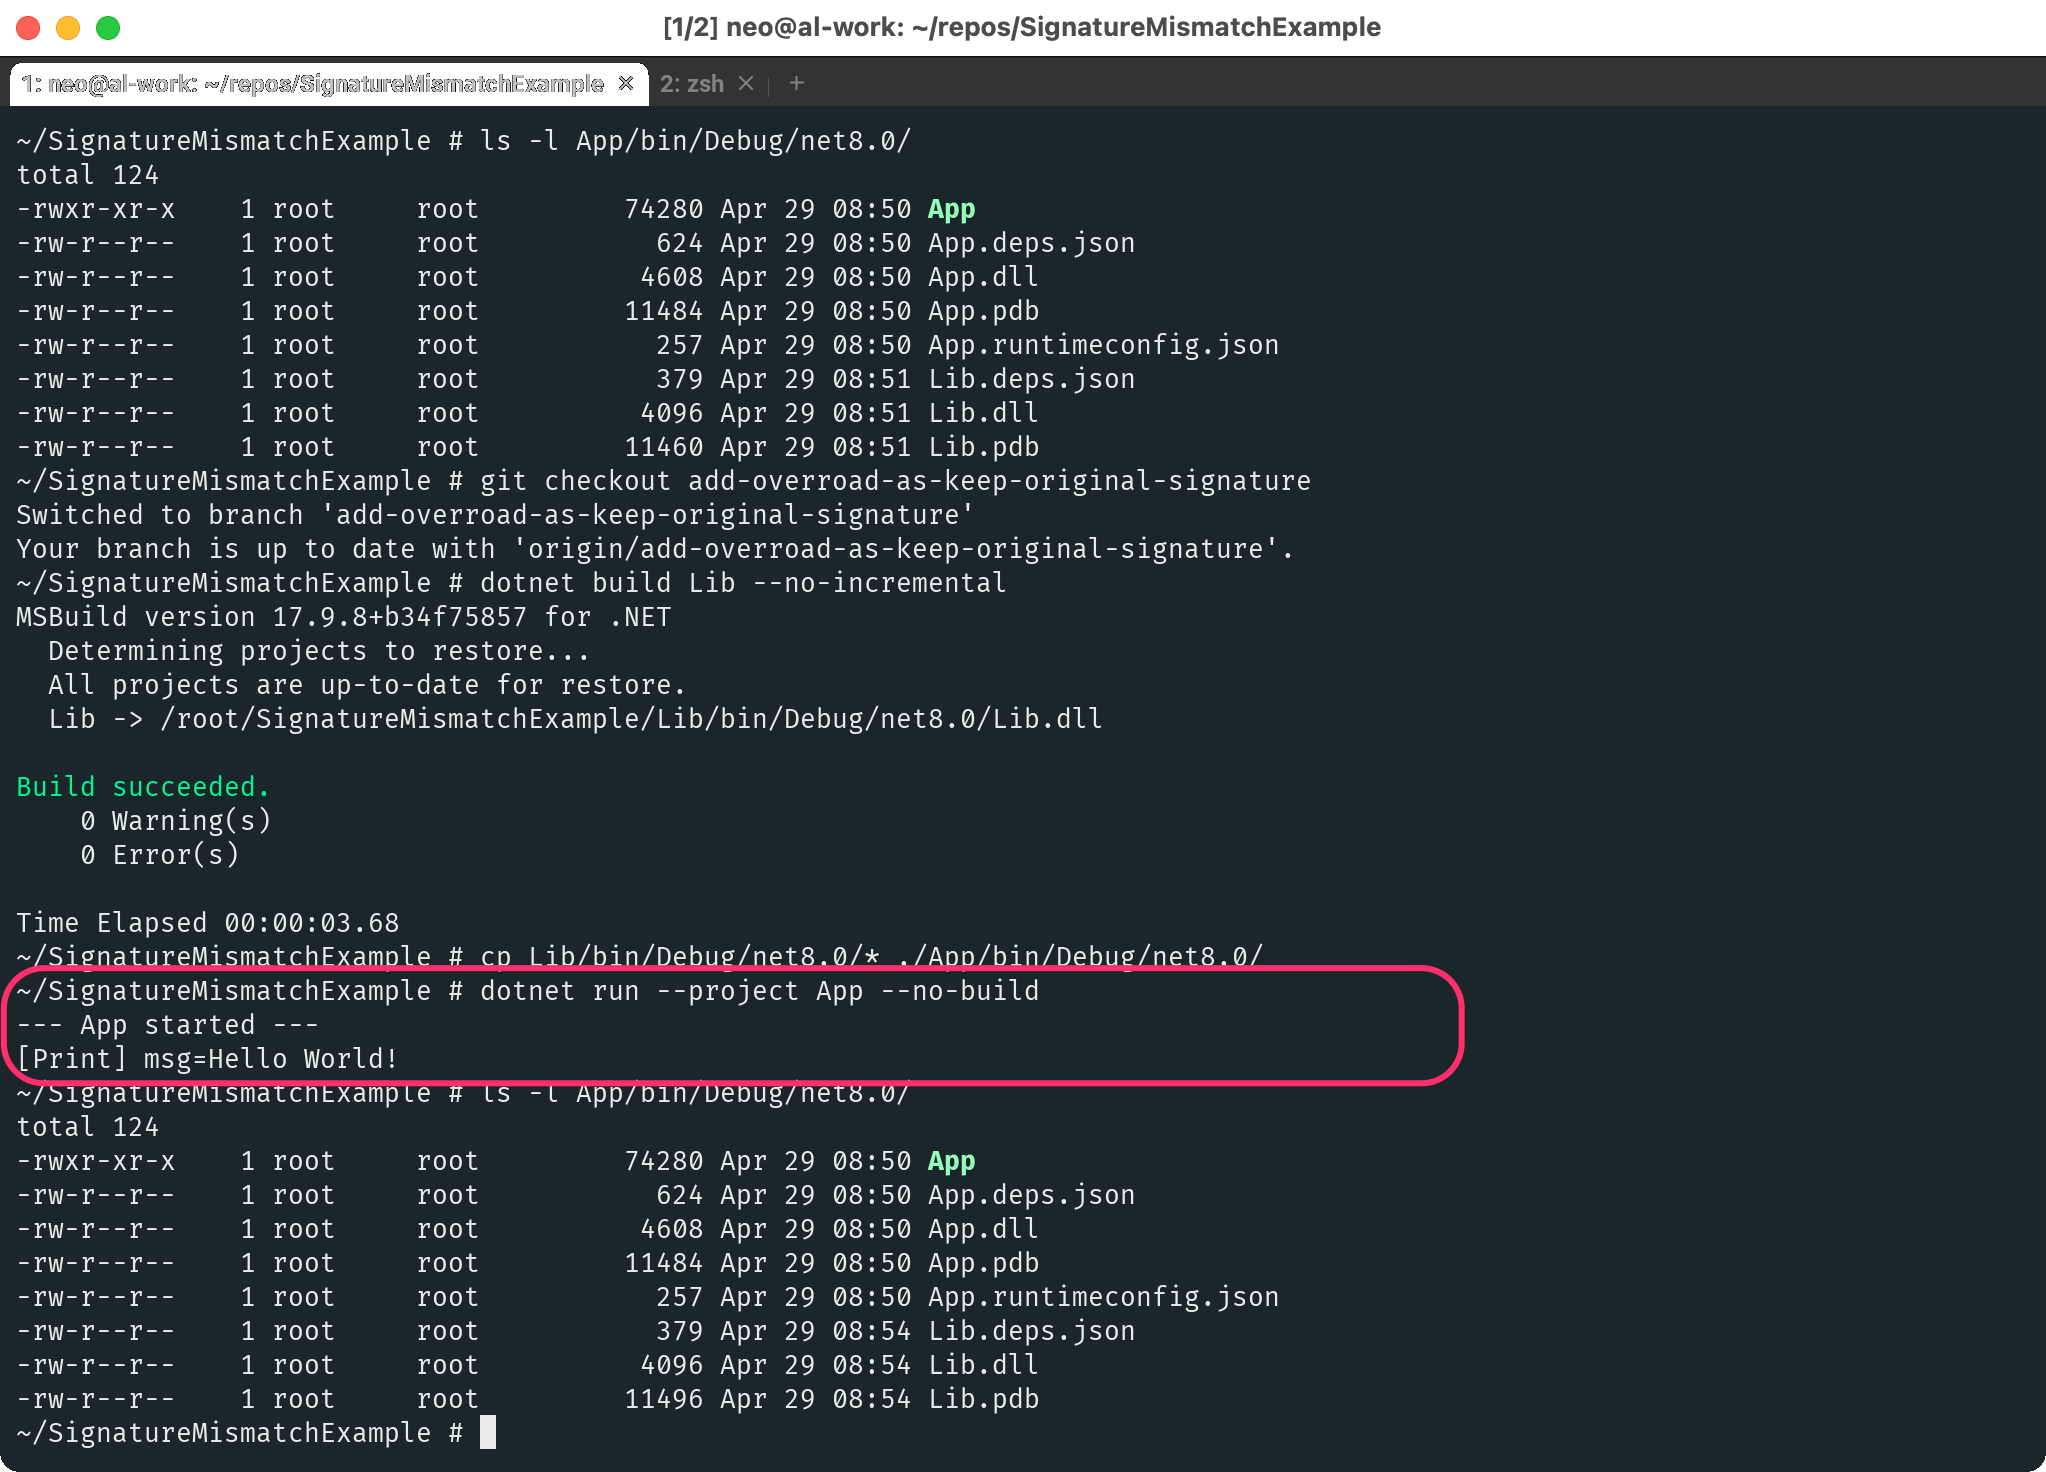 [1/2] neo@al-work: ~/repos/SignatureMismatchExample
1: neo@al-work: ~/repos/SignatureMismatchExample × 2: zsh × +
~/SignatureMismatchExample # ls -l App/bin/Debug/net8.0/
total 124
-rwxr-xr-x    1 root     root         74280 Apr 29 08:50 App
-rw-r--r--    1 root     root           624 Apr 29 08:50 App.deps.json
-rw-r--r--    1 root     root          4608 Apr 29 08:50 App.dll
-rw-r--r--    1 root     root         11484 Apr 29 08:50 App.pdb
-rw-r--r--    1 root     root           257 Apr 29 08:50 App.runtimeconfig.json
-rw-r--r--    1 root     root           379 Apr 29 08:51 Lib.deps.json
-rw-r--r--    1 root     root          4096 Apr 29 08:51 Lib.dll
-rw-r--r--    1 root     root         11460 Apr 29 08:51 Lib.pdb
~/SignatureMismatchExample # git checkout add-overroad-as-keep-original-signature
Switched to branch 'add-overroad-as-keep-original-signature'
Your branch is up to date with 'origin/add-overroad-as-keep-original-signature'.
~/SignatureMismatchExample # dotnet build Lib --no-incremental
MSBuild version 17.9.8+b34f75857 for .NET
  Determining projects to restore...
  All projects are up-to-date for restore.
  Lib -> /root/SignatureMismatchExample/Lib/bin/Debug/net8.0/Lib.dll
Build succeeded.
    0 Warning(s)
    0 Error(s)
Time Elapsed 00:00:03.68
~/SignatureMismatchExample # cp Lib/bin/Debug/net8.0/* ./App/bin/Debug/net8.0/
~/SignatureMismatchExample # dotnet run --project App --no-build
--- App started ---
[Print] msg=Hello World!
~/SignatureMismatchExample # ls -l App/bin/Debug/net8.0/
total 124
-rwxr-xr-x    1 root     root         74280 Apr 29 08:50 App
-rw-r--r--    1 root     root           624 Apr 29 08:50 App.deps.json
-rw-r--r--    1 root     root          4608 Apr 29 08:50 App.dll
-rw-r--r--    1 root     root         11484 Apr 29 08:50 App.pdb
-rw-r--r--    1 root     root           257 Apr 29 08:50 App.runtimeconfig.json
-rw-r--r--    1 root     root           379 Apr 29 08:54 Lib.deps.json
-rw-r--r--    1 root     root          4096 Apr 29 08:54 Lib.dll
-rw-r--r--    1 root     root         11496 Apr 29 08:54 Lib.pdb
~/SignatureMismatchExample #